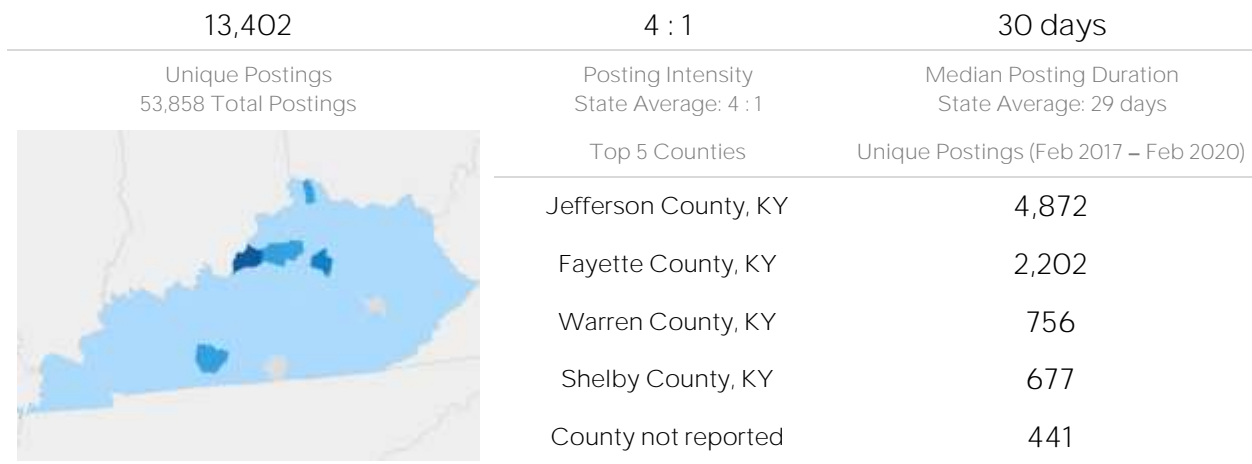 13,402
4 : 1
30 days
Unique Postings
53,858 Total Postings
Posting Intensity
State Average: 4 : 1
Median Posting Duration
State Average: 29 days
Top 5 Counties
Unique Postings (Feb 2017 – Feb 2020)
Jefferson County, KY
4,872
Fayette County, KY
2,202
Warren County, KY
756
Shelby County, KY
677
County not reported
441